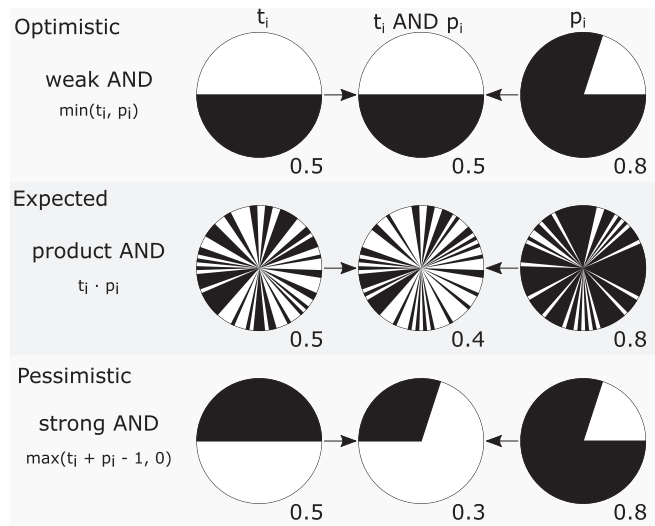 tᵢ tᵢ AND pᵢ pᵢ
Optimistic
weak AND
min(tᵢ, pᵢ)
0.5 0.5 0.8
Expected
product AND
tᵢ · pᵢ
0.5 0.4 0.8
Pessimistic
strong AND
max(tᵢ + pᵢ - 1, 0)
0.5 0.3 0.8